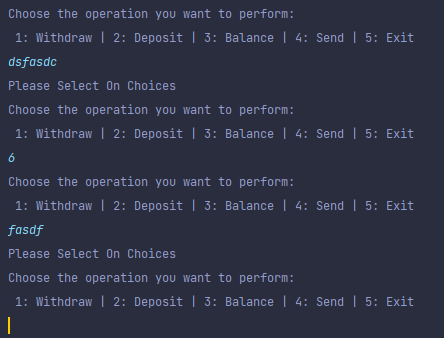 Choose the operation you want to perform:
1: Withdraw | 2: Deposit | 3: Balance | 4: Send | 5: Exit
dsfasdc
Please Select On Choices
Choose the operation you want to perform:
1: Withdraw | 2: Deposit | 3: Balance | 4: Send | 5: Exit
6
Choose the operation you want to perform:
1: Withdraw | 2: Deposit | 3: Balance | 4: Send | 5: Exit
fasdf
Please Select On Choices
Choose the operation you want to perform:
1: Withdraw | 2: Deposit | 3: Balance | 4: Send | 5: Exit